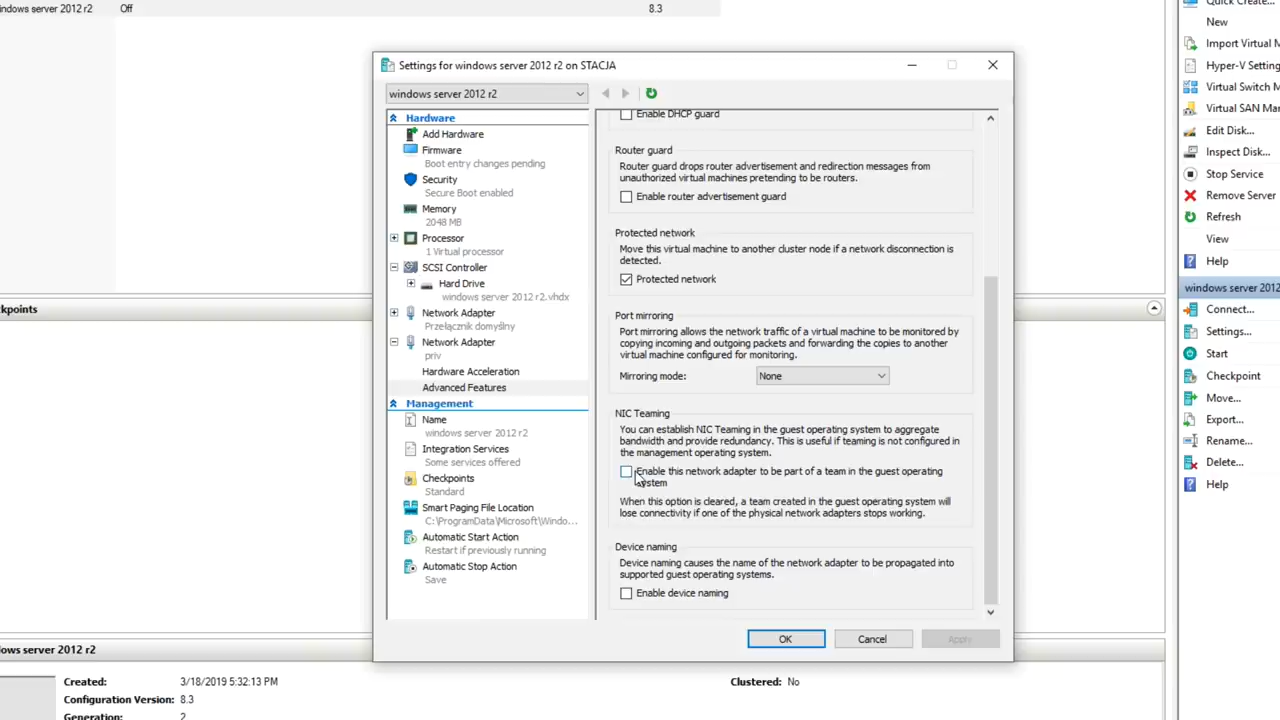 indows server 2012 r2 Off 8.3
Settings for windows server 2012 r2 on STACJA
windows server 2012 r2
Hardware
Add Hardware
Firmware
Boot entry changes pending
Security
Secure Boot enabled
Memory
2048 MB
Processor
1 Virtual processor
SCSI Controller
Hard Drive
windows server 2012 r2.vhdx
Network Adapter
Przełącznik domyślny
Network Adapter
priv
Hardware Acceleration
Advanced Features
Management
Name
windows server 2012 r2
Integration Services
Some services offered
Checkpoints
Standard
Smart Paging File Location
C:\ProgramData\Microsoft\Windo...
Automatic Start Action
Restart if previously running
Automatic Stop Action
Save
Enable DHCP guard
Router guard
Router guard drops router advertisement and redirection messages from
unauthorized virtual machines pretending to be routers.
Enable router advertisement guard
Protected network
Move this virtual machine to another cluster node if a network disconnection is
detected.
Protected network
Port mirroring
Port mirroring allows the network traffic of a virtual machine to be monitored by
copying incoming and outgoing packets and forwarding the copies to another
virtual machine configured for monitoring.
Mirroring mode: None
NIC Teaming
You can establish NIC Teaming in the guest operating system to aggregate
bandwidth and provide redundancy. This is useful if teaming is not configured in
the management operating system.
Enable this network adapter to be part of a team in the guest operating
system
When this option is cleared, a team created in the guest operating system will
lose connectivity if one of the physical network adapters stops working.
Device naming
Device naming causes the name of the network adapter to be propagated into
supported guest operating systems.
Enable device naming
OK Cancel Apply
Quick Create...
New
Import Virtual M
Hyper-V Setting
Virtual Switch M
Virtual SAN Man
Edit Disk...
Inspect Disk...
Stop Service
Remove Server
Refresh
View
Help
windows server 2012
Connect...
Settings...
Start
Checkpoint
Move...
Export...
Rename...
Delete...
Help
kpoints
ows server 2012 r2
Created: 3/18/2019 5:32:13 PM Clustered: No
Configuration Version: 8.3
Generation: 2